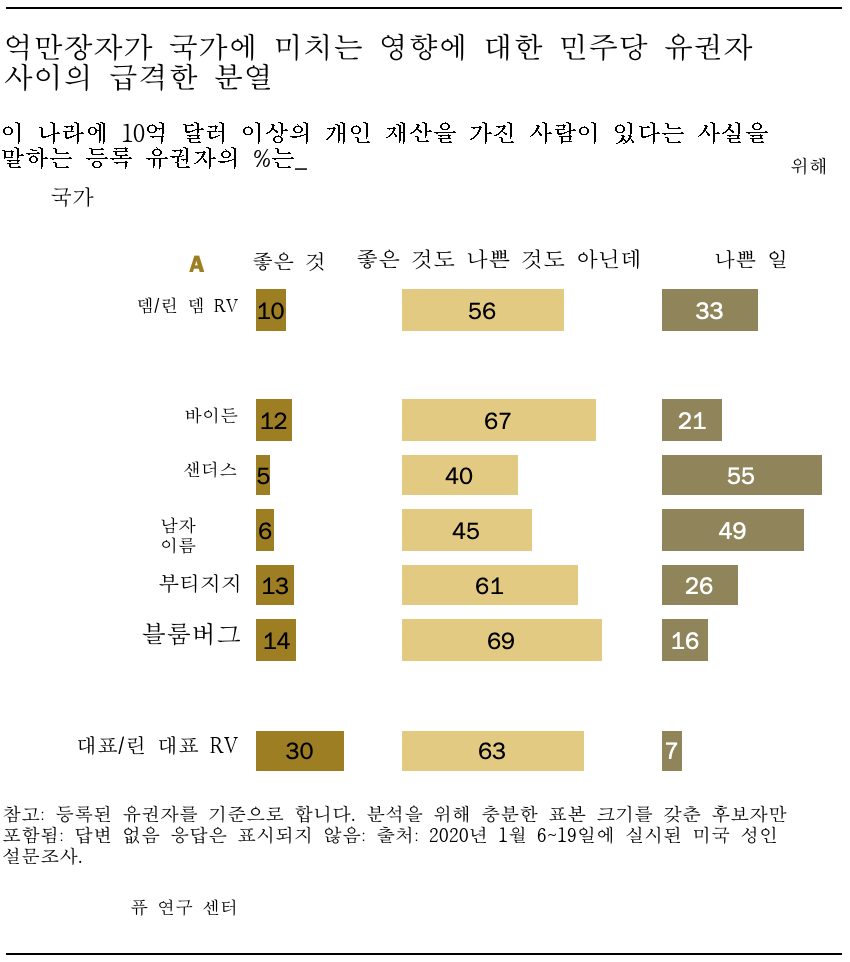 억만장자가 국가에 미치는 영향에 대한 민주당 유권자
사이의 급격한 분열
이 나라에 10억 달러 이상의 개인 재산을 가진 사람이 있다는 사실을
말하는 등록 유권자의 %는_
위해
국가
A 좋은 것 좋은 것도 나쁜 것도 아닌데 나쁜 일
뎀/린 뎀 RV 10 56 33
바이든 12 67 21
샌더스 5 40 55
남자
이름 6 45 49
부티지지 13 61 26
블룸버그 14 69 16
대표/린 대표 RV 30 63 7
참고: 등록된 유권자를 기준으로 합니다. 분석을 위해 충분한 표본 크기를 갖춘 후보자만
포함됨: 답변 없음 응답은 표시되지 않음: 출처: 2020년 1월 6~19일에 실시된 미국 성인
설문조사.
퓨 연구 센터